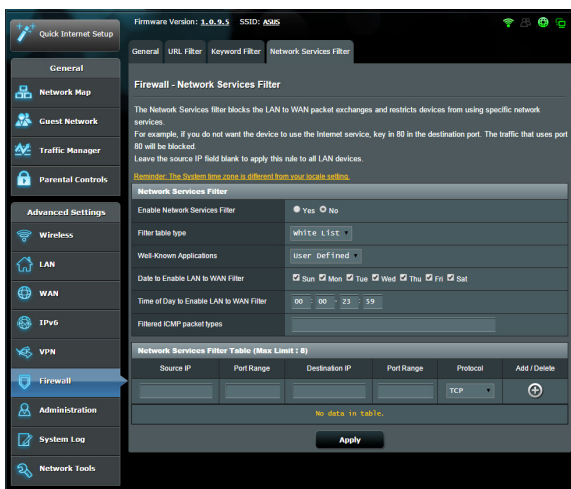 Quick Internet Setup
Firmware Version: 1.0.9.5 SSID: ASUS
General URL Filter Keyword Filter Network Services Filter
General
Network Map
Guest Network
Traffic Manager
Parental Controls
Advanced Settings
Wireless
LAN
WAN
IPv6
VPN
Firewall
Administration
System Log
Network Tools
Firewall - Network Services Filter
The Network Services filter blocks the LAN to WAN packet exchanges and restricts devices from using specific network
services.
For example, if you do not want the device to use the Internet service, key in 80 in the destination port. The traffic that uses port
80 will be blocked.
Leave the source IP field blank to apply this rule to all LAN devices.
Reminder: The System time zone is different from your locale setting.
Network Services Filter
Enable Network Services Filter Yes No
Filter table type White List
Well-Known Applications User Defined
Date to Enable LAN to WAN Filter Sun Mon Tue Wed Thu Fri Sat
Time of Day to Enable LAN to WAN Filter 00 : 00 - 23 : 59
Filtered ICMP packet types
Network Services Filter Table (Max Limit : 8)
Source IP Port Range Destination IP Port Range Protocol Add / Delete
TCP
No data in table.
Apply